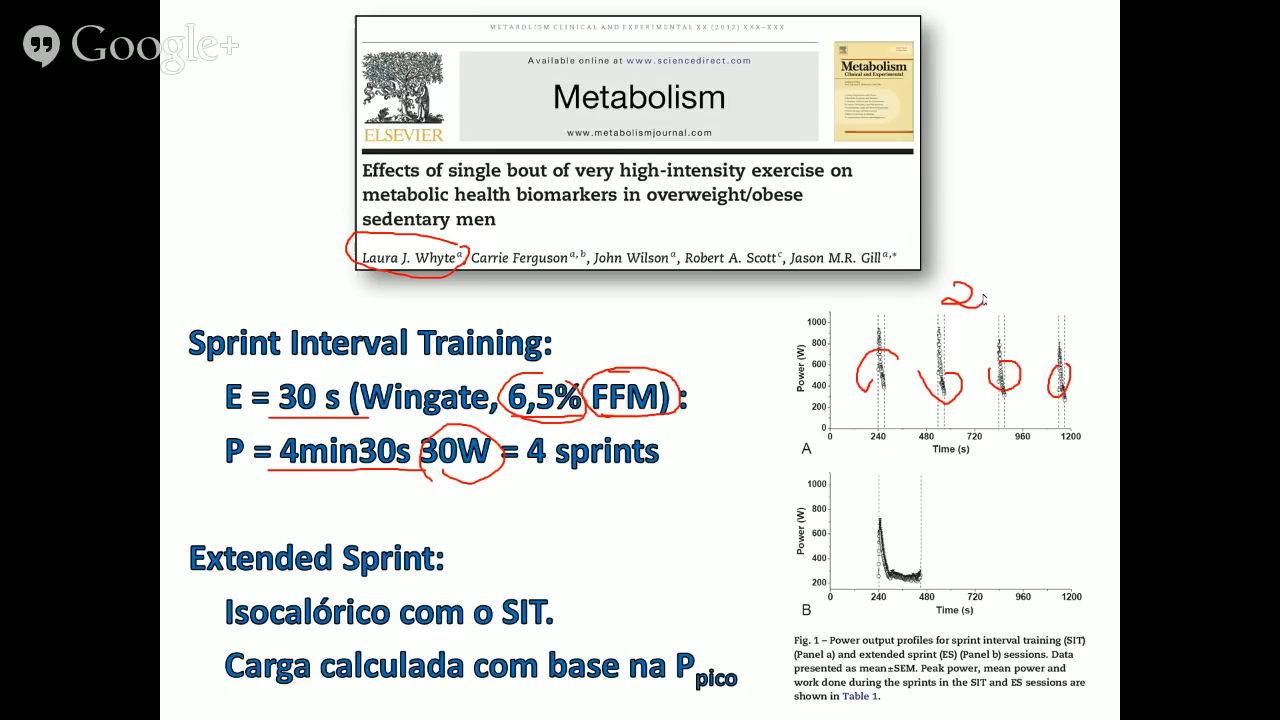 Google+
METABOLISM CLINICAL AND EXPERIMENTAL XX (2012) XXX–XXX
Available online at www.sciencedirect.com
Metabolism
www.metabolismjournal.com
ELSEVIER
Metabolism
Clinical and Experimental
Effects of single bout of very high-intensity exercise on
metabolic health biomarkers in overweight/obese
sedentary men
Laura J. Whyte a, Carrie Ferguson a,b, John Wilson a, Robert A. Scott c, Jason M.R. Gill a,*
Sprint Interval Training:
E = 30 s (Wingate, 6,5% FFM) :
P = 4min30s 30W = 4 sprints
Extended Sprint:
Isocalórico com o SIT.
Carga calculada com base na Ppico
2
1000
800
600
400
200
0
Power (W)
0 240 480 720 960 1200
A
Time (s)
1000
800
600
400
200
Power (W)
0 240 480 720 960 1200
B
Time (s)
Fig. 1 – Power output profiles for sprint interval training (SIT)
(Panel a) and extended sprint (ES) (Panel b) sessions. Data
presented as mean±SEM. Peak power, mean power and
work done during the sprints in the SIT and ES sessions are
shown in Table 1.